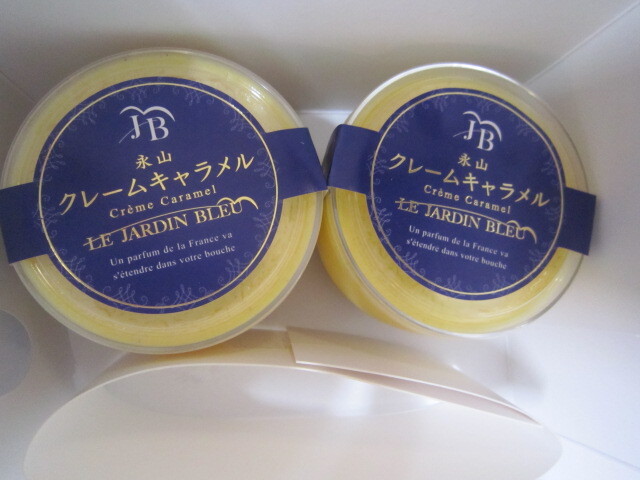 JB
永山
クレームキャラメル
Crème Caramel
LE JARDIN BLEU
Un parfum de la France va
s'étendre dans votre bouche
JB
永山
クレームキャラメル
Crème Caramel
LE JARDIN BLEU
Un parfum de la France va
s'étendre dans votre bouche